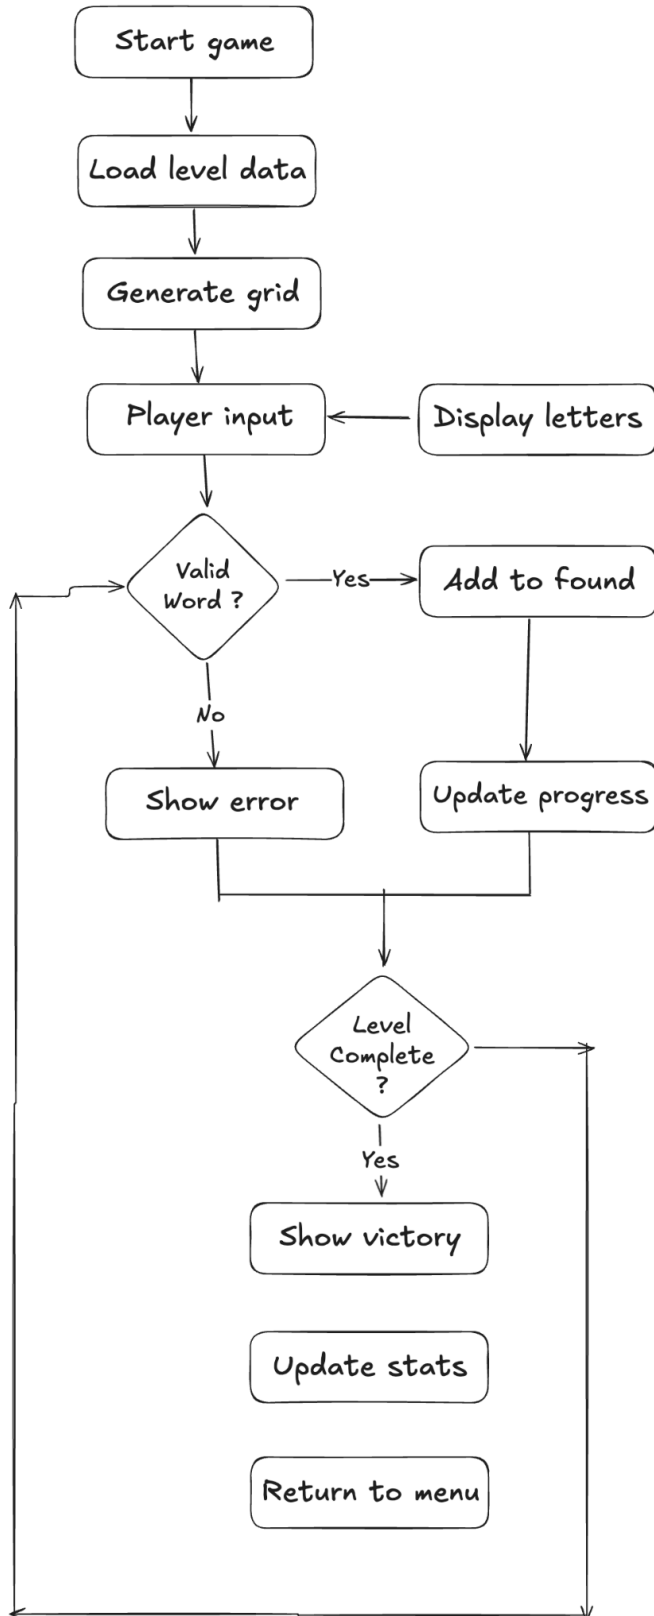 Start game
Load level data
Generate grid
Player input
Display letters
Valid
Word ?
Yes
Add to found
No
Show error
Update progress
Level
Complete
?
Yes
Show victory
Update stats
Return to menu